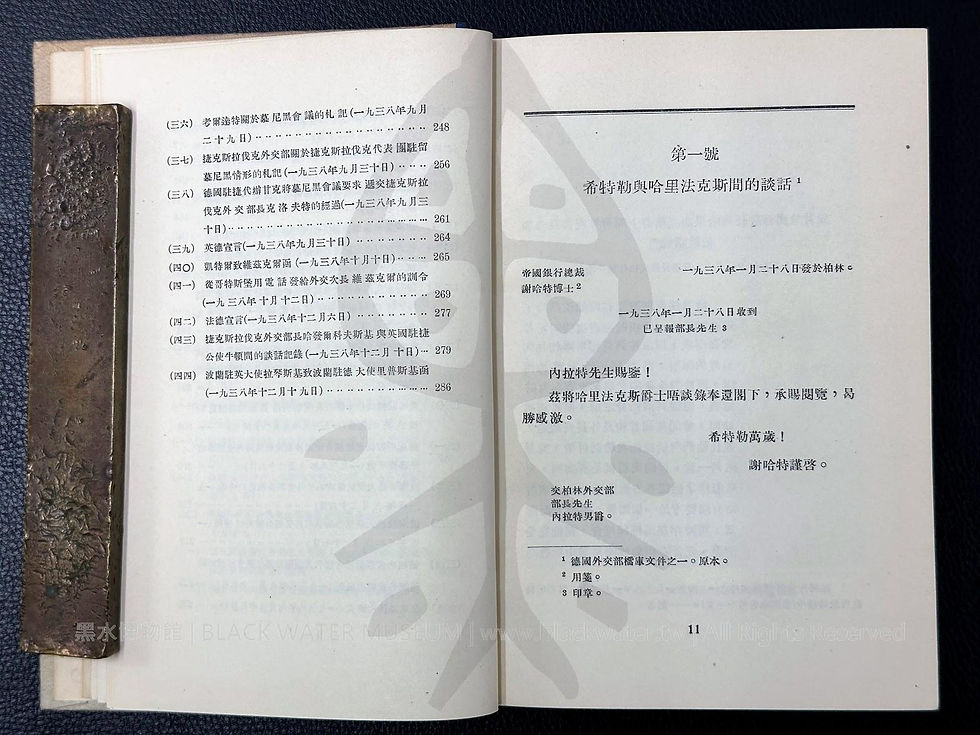 (三六) 考爾達特關於慕尼黑會議的札記(一九三八年九月
二十九日)·················· 248
(三七) 捷克斯拉伐克外交部關於捷克斯拉伐克代表團駐留
慕尼黑情形的札記(一九三八年九月三十日)······ 256
(三八) 德國駐捷代辦甘克將慕尼黑會議要求遞交捷克斯拉
伐克外交部長克洛夫特的經過(一九三八年九月三
十日)····················· 261
(三九) 英德宣言(一九三八年九月三十日)········ 264
(四〇) 凱特爾致維茲克爾函(一九三八年十月十日)···· 265
(四一) 從哥特斯堡用電話發給外交次長維茲克爾的訓令
(一九三八年十月十二日)············ 269
(四二) 法德宣言(一九三八年十二月六日)········ 277
(四三) 捷克斯拉伐克外交部長哈發爾科夫斯基與英國駐捷
公使牛頓間的談話記錄(一九三八年十二月十日)··· 279
(四四) 波蘭駐英大使拉琴斯基致波蘭駐德大使里普斯基函
(一九三八年十二月十九日)··········· 286
第一號
希特勒與哈里法克斯間的談話¹
帝國銀行總裁
謝哈特博士²
一九三八年一月二十八日發於柏林。
一九三八年一月二十八日收到
已呈報部長先生³
內拉特先生賜鑒！
茲將哈里法克斯爵士晤談錄奉還閣下，承賜閱覽，曷
勝感激。
希特勒萬歲！
謝哈特謹啓。
交柏林外交部
部長先生
內拉特男爵。
¹ 德國外交部檔庫文件之一。原本。
² 用箋。
³ 印章。
11
黑水博物館 | BLACK WATER MUSEUM | www.blackwater.tw | All Rights Reserved